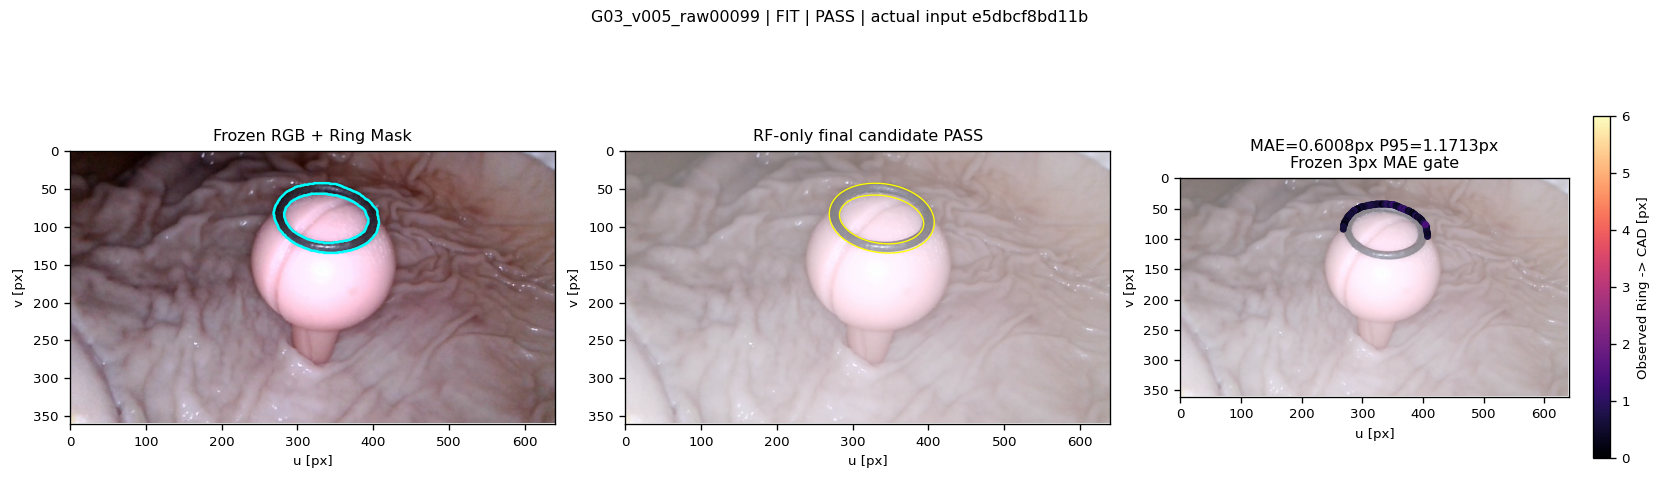 G03_v005_raw00099 | FIT | PASS | actual input e5dbcf8bd11b
Frozen RGB + Ring Mask
0
50
100
150
200
250
300
350
v [px]
0 100 200 300 400 500 600
u [px]
RF-only final candidate PASS
0
50
100
150
200
250
300
350
v [px]
0 100 200 300 400 500 600
u [px]
MAE=0.6008px P95=1.1713px
Frozen 3px MAE gate
0
50
100
150
200
250
300
350
v [px]
0 100 200 300 400 500 600
u [px]
6
5
4
3
2
1
0
Observed Ring -> CAD [px]